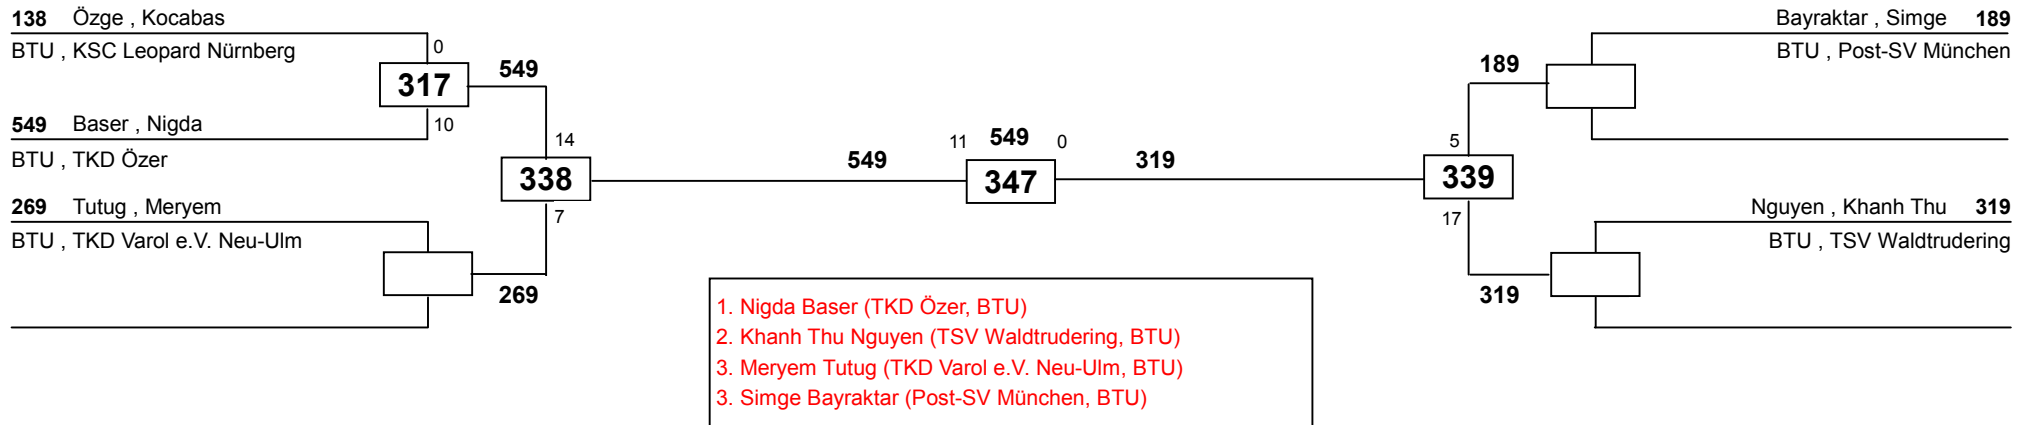 138 Özge , Kocabas
BTU , KSC Leopard Nürnberg
0
317
549
10
549 Baser , Nigda
BTU , TKD Özer
14
338
7
269 Tutug , Meryem
BTU , TKD Varol e.V. Neu-Ulm
269
549
11 549 0
347
319
Bayraktar , Simge 189
BTU , Post-SV München
189
5
339
17
Nguyen , Khanh Thu 319
BTU , TSV Waldtrudering
319
1. Nigda Baser (TKD Özer, BTU)
2. Khanh Thu Nguyen (TSV Waldtrudering, BTU)
3. Meryem Tutug (TKD Varol e.V. Neu-Ulm, BTU)
3. Simge Bayraktar (Post-SV München, BTU)